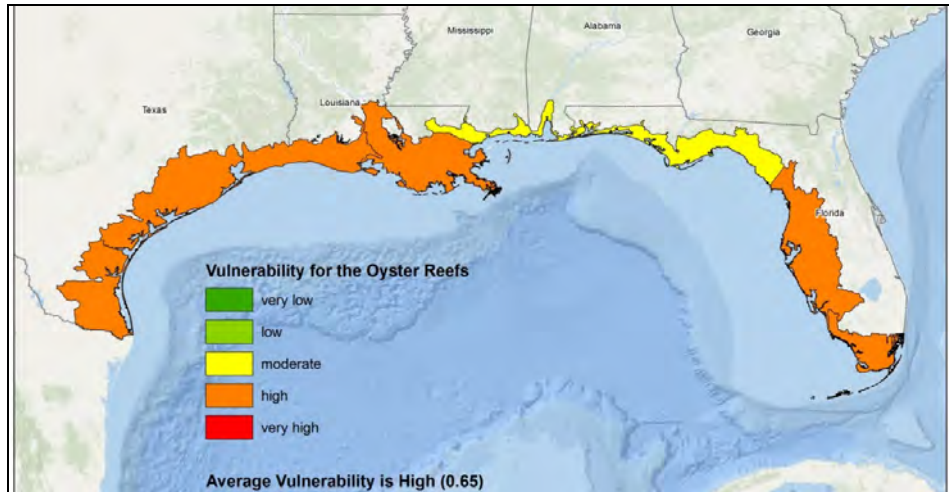 Mississippi
Alabama
Georgia
Texas
Louisiana
Florida
Vulnerability for the Oyster Reefs
very low
low
moderate
high
very high
Average Vulnerability is High (0.65)